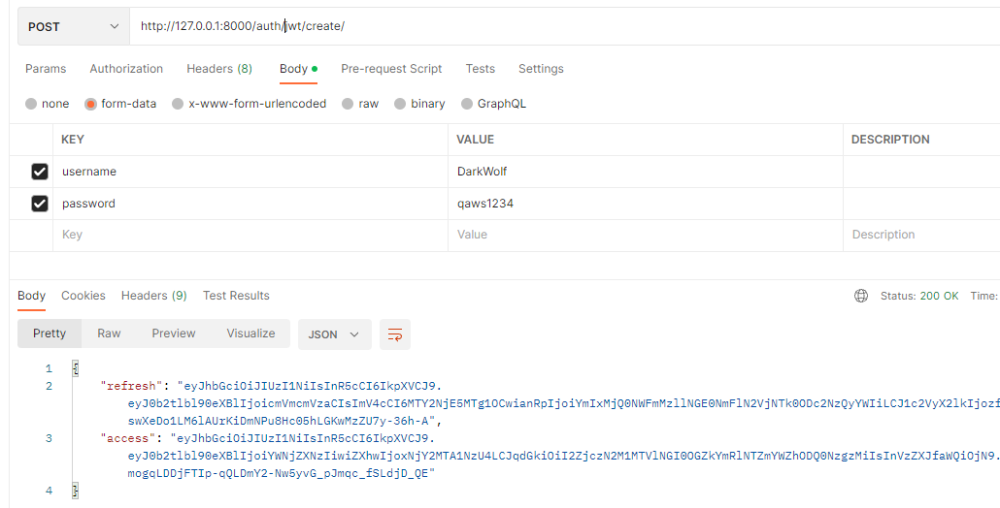 POST http://127.0.0.1:8000/auth/jwt/create/
Params Authorization Headers (8) Body Pre-request Script Tests Settings
none form-data x-www-form-urlencoded raw binary GraphQL
KEY VALUE DESCRIPTION
username DarkWolf
password qaws1234
Key Value Description
Body Cookies Headers (9) Test Results Status: 200 OK Time:
Pretty Raw Preview Visualize JSON
1 {
2 "refresh": "eyJhbGciOiJIUzI1NiIsInR5cCI6IkpXVCJ9.
eyJ0b2tlbl90eXBlIjoicmVmcmVzaCIsImV4cCI6MTY2NjE5MTg1OCwianRpIjoiYmIxMjQ0NWFmMzllNGE0NmFlN2VjNTk0ODc2NzQyYWIiLCJ1c2VyX2lkIjozf
swXeDo1LM6lAUrKiDmNPu8Hc05hLGKwMzZU7y-36h-A",
3 "access": "eyJhbGciOiJIUzI1NiIsInR5cCI6IkpXVCJ9.
eyJ0b2tlbl90eXBlIjoiYWNjZXNzIiwiZXhwIjoxNjY2MTA1NzU4LCJqdGkiOiI2ZjczN2M1MTVlNGI0OGZkYmRlNTZmYWZhODQ0NzgzMiIsInVzZXJfaWQiOjN9.
mogqLDDjFTIp-qQLDmY2-Nw5yvG_pJmqc_fSLdjD_QE"
4 }